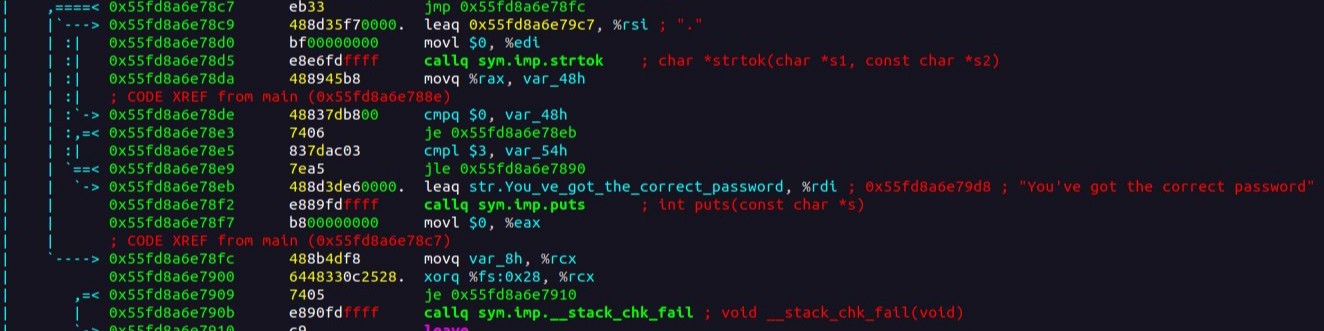 ,====< 0x55fd8a6e78c7 eb33 jmp 0x55fd8a6e78fc
|`---> 0x55fd8a6e78c9 488d35f70000. leaq 0x55fd8a6e79c7, %rsi ; "."
| :| 0x55fd8a6e78d0 bf00000000 movl $0, %edi
| :| 0x55fd8a6e78d5 e8e6fdffff callq sym.imp.strtok ; char *strtok(char *s1, const char *s2)
| :| 0x55fd8a6e78da 488945b8 movq %rax, var_48h
| :| ; CODE XREF from main (0x55fd8a6e788e)
| :`-> 0x55fd8a6e78de 48837db800 cmpq $0, var_48h
| :,=< 0x55fd8a6e78e3 7406 je 0x55fd8a6e78eb
| :| 0x55fd8a6e78e5 837dac03 cmpl $3, var_54h
| `==< 0x55fd8a6e78e9 7ea5 jle 0x55fd8a6e7890
| `-> 0x55fd8a6e78eb 488d3de60000. leaq str.You_ve_got_the_correct_password, %rdi ; 0x55fd8a6e79d8 ; "You've got the correct password"
| 0x55fd8a6e78f2 e889fdffff callq sym.imp.puts ; int puts(const char *s)
| 0x55fd8a6e78f7 b800000000 movl $0, %eax
| ; CODE XREF from main (0x55fd8a6e78c7)
`----> 0x55fd8a6e78fc 488b4df8 movq var_8h, %rcx
0x55fd8a6e7900 6448330c2528. xorq %fs:0x28, %rcx
,=< 0x55fd8a6e7909 7405 je 0x55fd8a6e7910
| 0x55fd8a6e790b e890fdffff callq sym.imp.__stack_chk_fail ; void __stack_chk_fail(void)
`-> 0x55fd8a6e7910 c9 leave